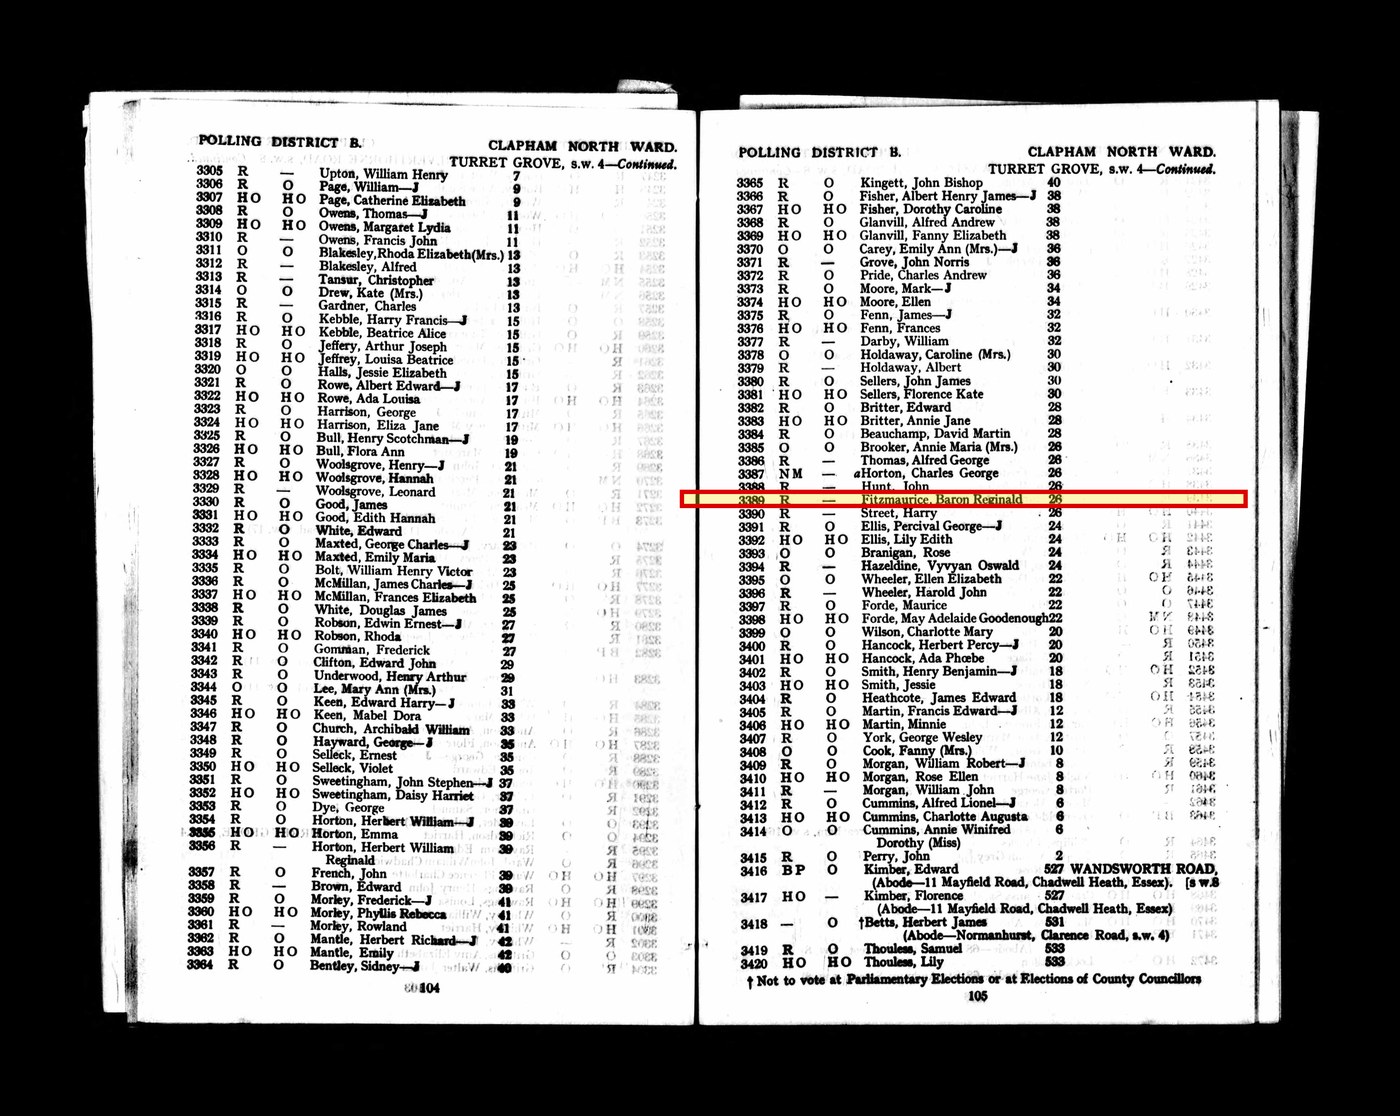 POLLING DISTRICT B. CLAPHAM NORTH WARD.
TURRET GROVE, s.w. 4—Continued.
3305 R — Upton, William Henry 7
3306 R O Page, William—J 9
3307 HO HO Page, Catherine Elizabeth 9
3308 R O Owens, Thomas—J 11
3309 HO HO Owens, Margaret Lydia 11
3310 R — Owens, Francis John 11
3311 O O Blakesley,Rhoda Elizabeth(Mrs.) 13
3312 R — Blakesley, Alfred 13
3313 R — Tansur, Christopher 13
3314 O O Drew, Kate (Mrs.) 13
3315 R — Gardner, Charles 13
3316 R O Kebble, Harry Francis—J 15
3317 HO HO Kebble, Beatrice Alice 15
3318 R O Jeffery, Arthur Joseph 15
3319 HO HO Jeffrey, Louisa Beatrice 15
3320 O O Halls, Jessie Elizabeth 15
3321 R O Rowe, Albert Edward—J 17
3322 HO HO Rowe, Ada Louisa 17
3323 R O Harrison, George 17
3324 HO HO Harrison, Eliza Jane 17
3325 R O Bull, Henry Scotchman—J 19
3326 HO HO Bull, Flora Ann 19
3327 R O Woolsgrove, Henry—J 21
3328 HO HO Woolsgrove, Hannah 21
3329 R — Woolsgrove, Leonard 21
3330 R O Good, James 21
3331 HO HO Good, Edith Hannah 21
3332 R O White, Edward 21
3333 R O Maxted, George Charles—J 23
3334 HO HO Maxted, Emily Maria 23
3335 R O Bolt, William Henry Victor 23
3336 R O McMillan, James Charles—J 25
3337 HO HO McMillan, Frances Elizabeth 25
3338 R O White, Douglas James 25
3339 R O Robson, Edwin Ernest—J 27
3340 HO HO Robson, Rhoda 27
3341 R O Gomman, Frederick 27
3342 R O Clifton, Edward John 29
3343 R O Underwood, Henry Arthur 29
3344 O O Lee, Mary Ann (Mrs.) 31
3345 R O Keen, Edward Harry—J 33
3346 HO HO Keen, Mabel Dora 33
3347 R O Church, Archibald William 33
3348 R O Hayward, George—J 35
3349 R O Selleck, Ernest 35
3350 HO HO Selleck, Violet 35
3351 R O Sweetingham, John Stephen—J 37
3352 HO HO Sweetingham, Daisy Harriet 37
3353 R O Dye, George 37
3354 R O Horton, Herbert William—J 39
3355 HO HO Horton, Emma 39
3356 R — Horton, Herbert William 39
Reginald
3357 R O French, John 39
3358 R — Brown, Edward 39
3359 R O Morley, Frederick—J 41
3360 HO HO Morley, Phyllis Rebecca 41
3361 R — Morley, Rowland 41
3362 R O Mantle, Herbert Richard—J 42
3363 HO HO Mantle, Emily 42
3364 R O Bentley, Sidney—J 40
104
POLLING DISTRICT B. CLAPHAM NORTH WARD.
TURRET GROVE, s.w. 4—Continued.
3365 R O Kingett, John Bishop 40
3366 R O Fisher, Albert Henry James—J 38
3367 HO HO Fisher, Dorothy Caroline 38
3368 R O Glanvill, Alfred Andrew 38
3369 HO HO Glanvill, Fanny Elizabeth 38
3370 O O Carey, Emily Ann (Mrs.)—J 36
3371 R — Grove, John Norris 36
3372 R O Pride, Charles Andrew 36
3373 R O Moore, Mark—J 34
3374 HO HO Moore, Ellen 34
3375 R O Fenn, James—J 32
3376 HO HO Fenn, Frances 32
3377 R — Darby, William 32
3378 O O Holdaway, Caroline (Mrs.) 30
3379 R — Holdaway, Albert 30
3380 R O Sellers, John James 30
3381 HO HO Sellers, Florence Kate 30
3382 R O Britter, Edward 28
3383 HO HO Britter, Annie Jane 28
3384 R O Beauchamp, David Martin 28
3385 O O Brooker, Annie Maria (Mrs.) 26
3386 R — Thomas, Alfred George 26
3387 NM — aHorton, Charles George 26
3388 R — Hunt, John 26
3389 R — Fitzmaurice, Baron Reginald 26
3390 R — Street, Harry 26
3391 R O Ellis, Percival George—J 24
3392 HO HO Ellis, Lily Edith 24
3393 O O Branigan, Rose 24
3394 R — Hazeldine, Vyvyan Oswald 24
3395 O O Wheeler, Ellen Elizabeth 22
3396 R — Wheeler, Harold John 22
3397 R O Forde, Maurice 22
3398 HO HO Forde, May Adelaide Goodenough22
3399 O O Wilson, Charlotte Mary 20
3400 R O Hancock, Herbert Percy—J 20
3401 HO HO Hancock, Ada Phœbe 20
3402 R O Smith, Henry Benjamin—J 18
3403 HO HO Smith, Jessie 18
3404 R O Heathcote, James Edward 18
3405 R O Martin, Francis Edward—J 12
3406 HO HO Martin, Minnie 12
3407 R O York, George Wesley 12
3408 O O Cook, Fanny (Mrs.) 10
3409 R O Morgan, William Robert—J 8
3410 HO HO Morgan, Rose Ellen 8
3411 R — Morgan, William John 8
3412 R O Cummins, Alfred Lionel—J 6
3413 HO HO Cummins, Charlotte Augusta 6
3414 O O Cummins, Annie Winifred 6
Dorothy (Miss)
3415 R O Perry, John 2
3416 BP O Kimber, Edward 527 WANDSWORTH ROAD,
(Abode—11 Mayfield Road, Chadwell Heath, Essex). [s w.8
3417 HO — Kimber, Florence 527
(Abode—11 Mayfield Road, Chadwell Heath, Essex)
3418 — O †Betts, Herbert James 531
(Abode—Normanhurst, Clarence Road, s.w. 4)
3419 R O Thouless, Samuel 533
3420 HO HO Thouless, Lily 533
† Not to vote at Parliamentary Elections or at Elections of County Councillors
105